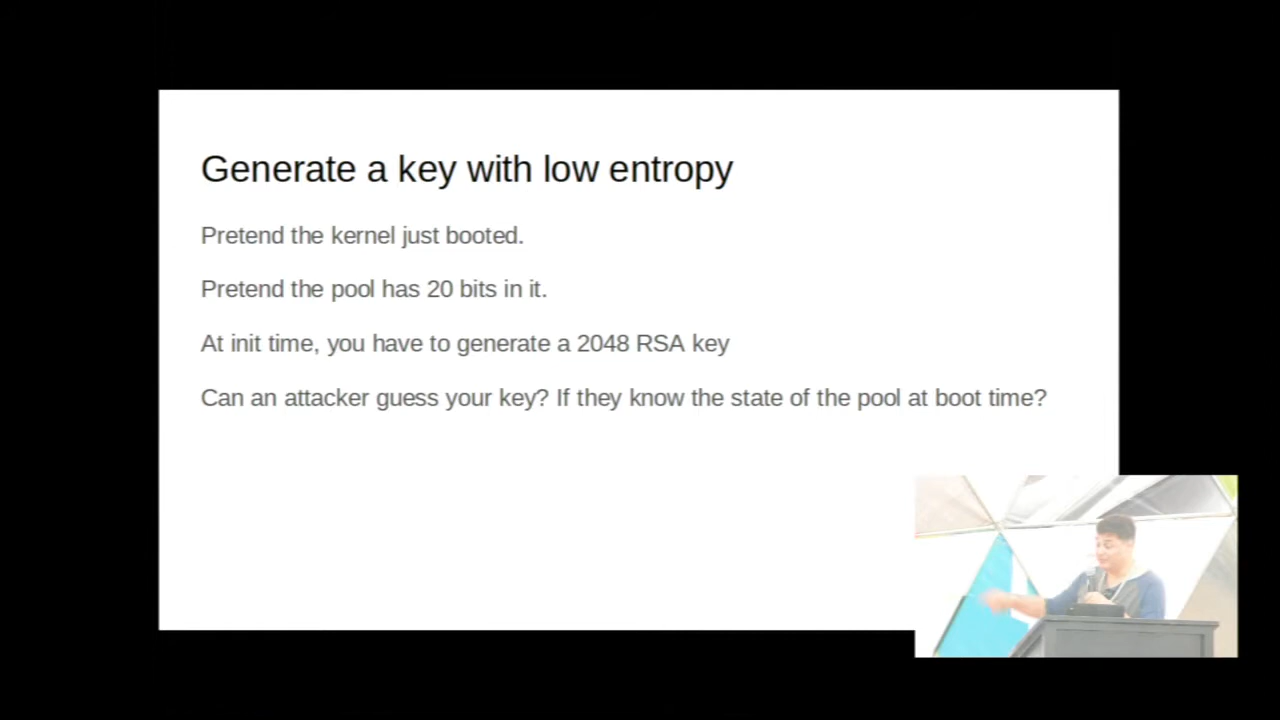 Generate a key with low entropy
Pretend the kernel just booted.
Pretend the pool has 20 bits in it.
At init time, you have to generate a 2048 RSA key
Can an attacker guess your key? If they know the state of the pool at boot time?